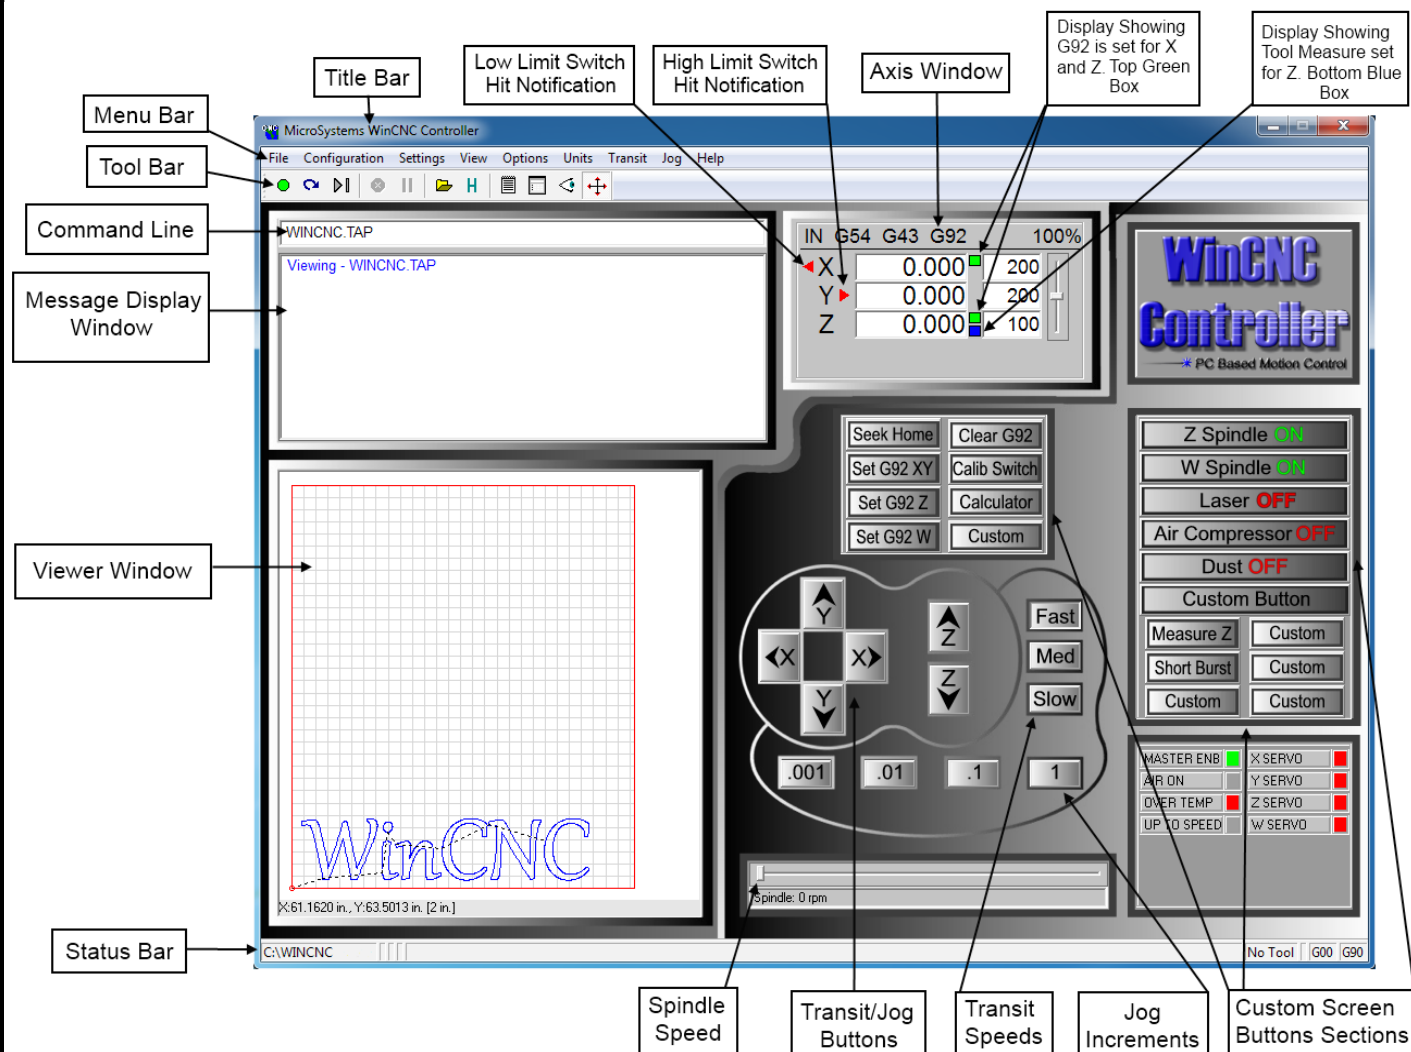 Display Showing
G92 is set for X
and Z. Top Green
Box
Display Showing
Tool Measure set
for Z. Bottom Blue
Box
Low Limit Switch
Hit Notification
High Limit Switch
Hit Notification
Axis Window
Title Bar
Menu Bar
Tool Bar
Command Line
Message Display
Window
Viewer Window
Status Bar
MicroSystems WinCNC Controller
File Configuration Settings View Options Units Transit Jog Help
H
WINCNC.TAP
Viewing - WINCNC.TAP
IN G54 G43 G92 100%
X 0.000 200
Y 0.000 200
Z 0.000 100
WinCNC
Controller
PC Based Motion Control
Seek Home Clear G92
Set G92 XY Calib Switch
Set G92 Z Calculator
Set G92 W Custom
Z Spindle ON
W Spindle ON
Laser OFF
Air Compressor OFF
Dust OFF
Custom Button
Measure Z Custom
Short Burst Custom
Custom Custom
Y
X X
Y
Z
Z
Fast
Med
Slow
.001 .01 .1 1
MASTER ENB X SERVO
AIR ON Y SERVO
OVER TEMP Z SERVO
UP TO SPEED W SERVO
WinCNC
X:61.1620 in., Y:63.5013 in. [2 in.]
Spindle: 0 rpm
C:\WINCNC No Tool G00 G90
Spindle
Speed
Transit/Jog
Buttons
Transit
Speeds
Jog
Increments
Custom Screen
Buttons Sections